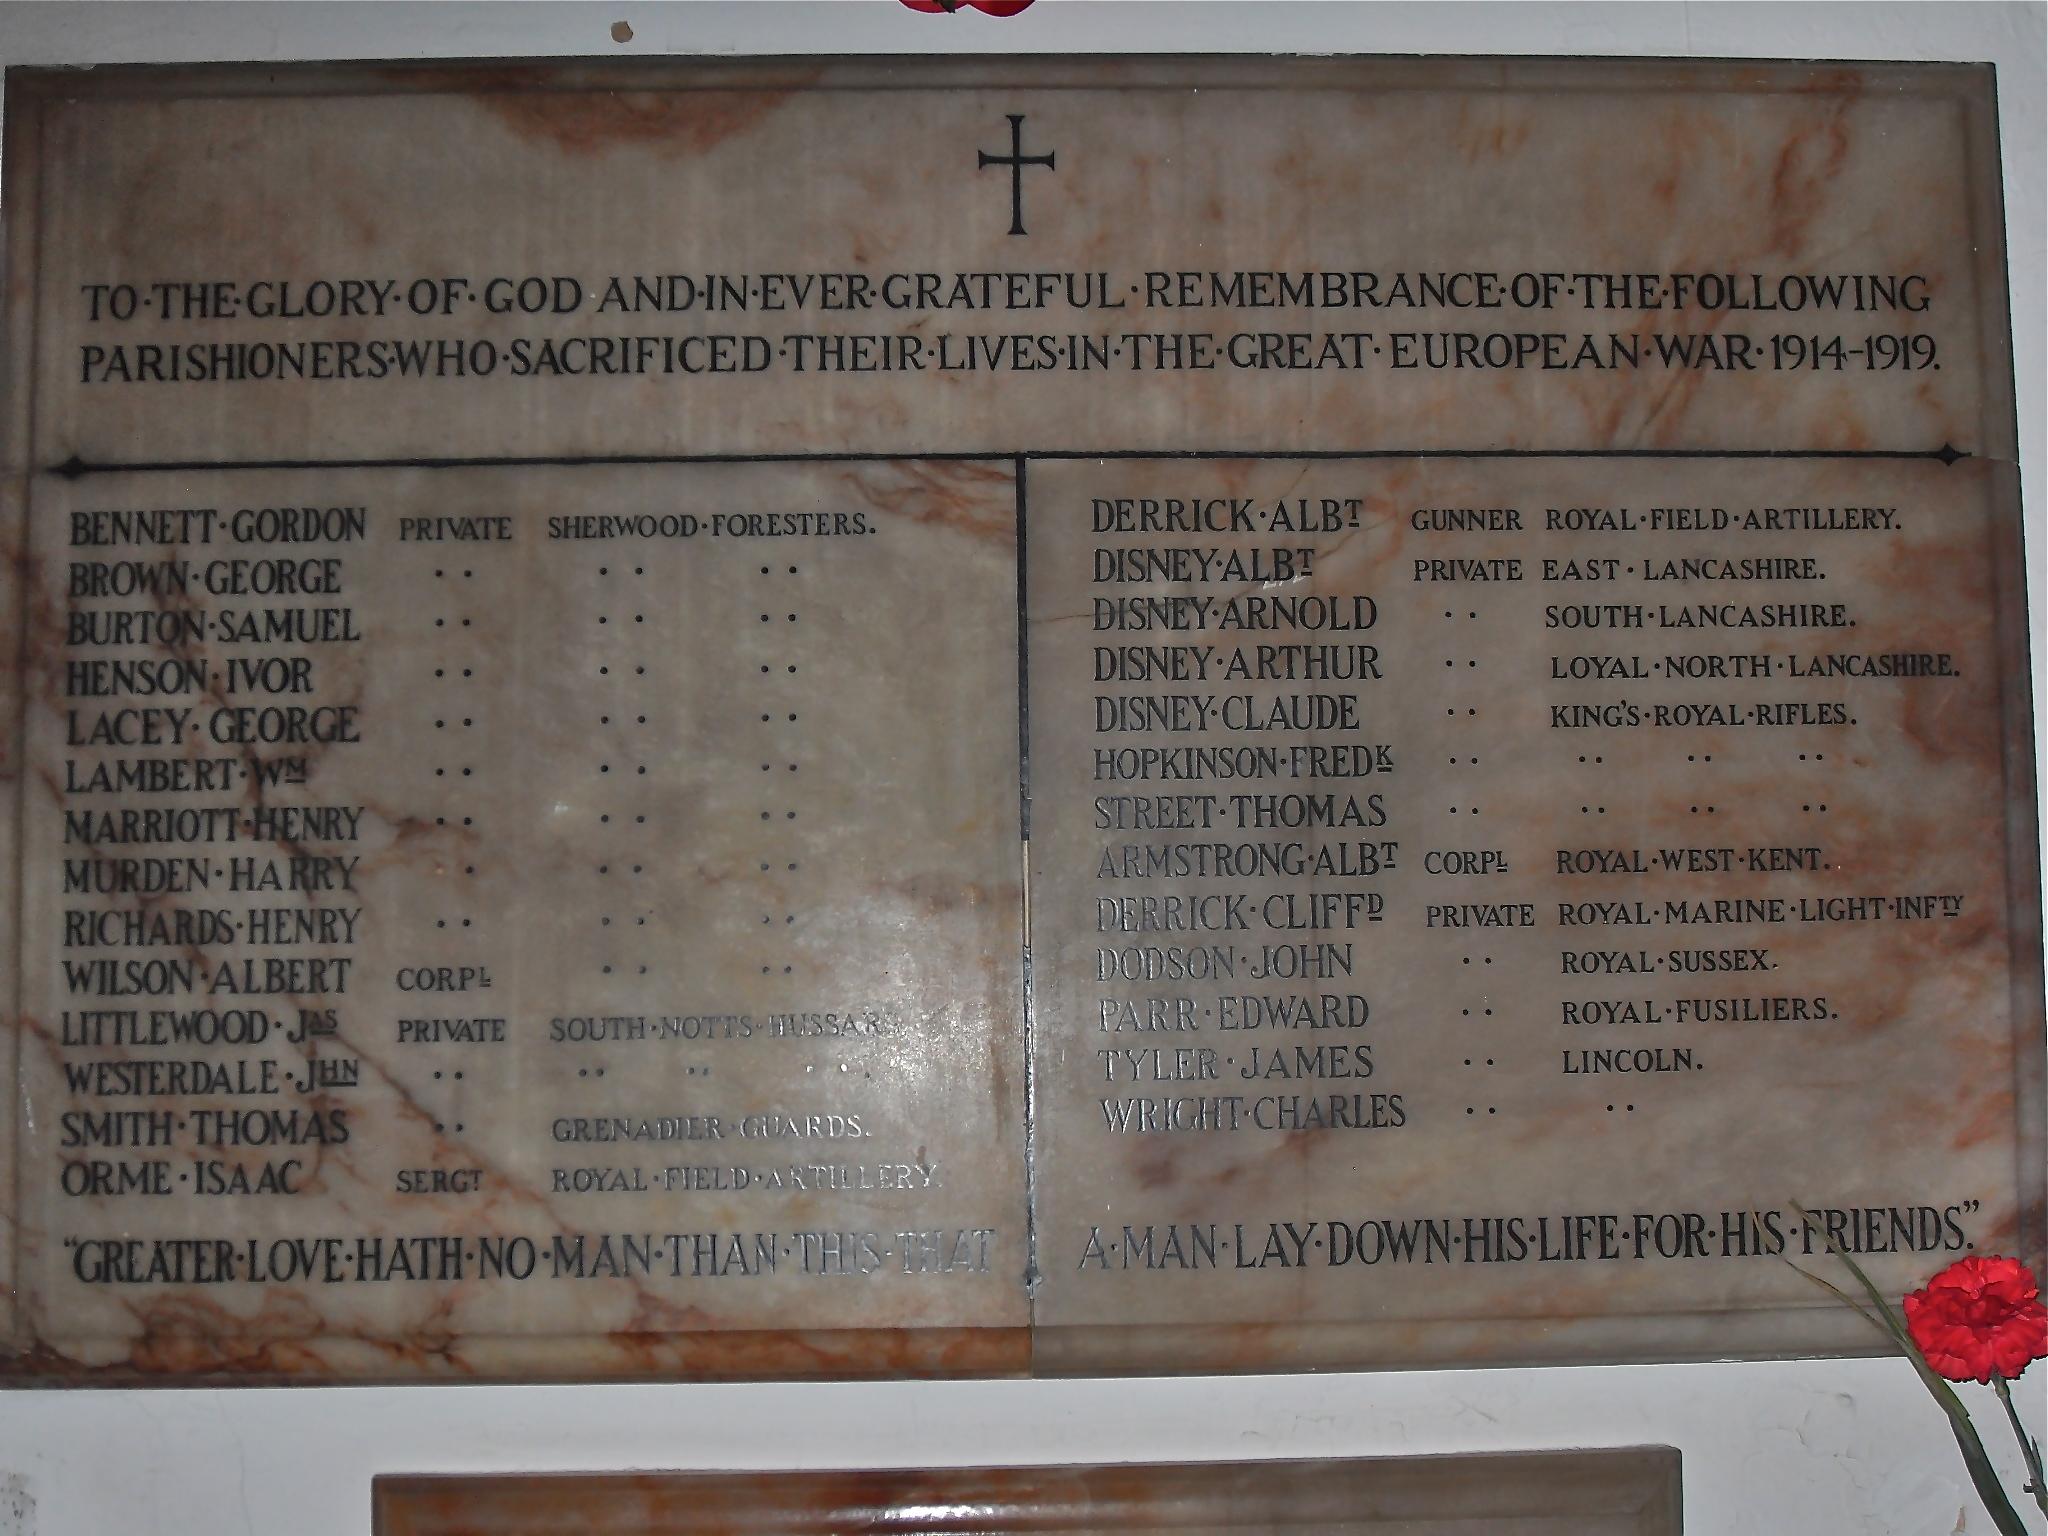 TO·THE·GLORY·OF·GOD AND·IN·EVER·GRATEFUL·REMEMBRANCE·OF·THE·FOLLOWING
PARISHIONERS·WHO·SACRIFICED·THEIR·LIVES·IN·THE·GREAT·EUROPEAN·WAR·1914-1919.
BENNETT·GORDON PRIVATE SHERWOOD·FORESTERS.
BROWN·GEORGE ·· ·· ··
BURTON·SAMUEL ·· ·· ··
HENSON·IVOR ·· ·· ··
LACEY·GEORGE ·· ·· ··
LAMBERT·WM ·· ·· ··
MARRIOTT·HENRY ·· ·· ··
MURDEN·HARRY · ·· ··
RICHARDS·HENRY ·· ·· ··
WILSON·ALBERT CORPL ·· ··
LITTLEWOOD·JAS PRIVATE SOUTH·NOTTS·HUSSARS
WESTERDALE·JHN ·· ·· ·· ··
SMITH·THOMAS ·· GRENADIER·GUARDS.
ORME·ISAAC SERGT ROYAL·FIELD·ARTILLERY.
DERRICK·ALBT GUNNER ROYAL·FIELD·ARTILLERY.
DISNEY·ALBT PRIVATE EAST·LANCASHIRE.
DISNEY·ARNOLD ·· SOUTH·LANCASHIRE.
DISNEY·ARTHUR ·· LOYAL·NORTH·LANCASHIRE.
DISNEY·CLAUDE ·· KING'S·ROYAL·RIFLES.
HOPKINSON·FREDK ·· ·· ·· ··
STREET·THOMAS ·· ·· ·· ··
ARMSTRONG·ALBT CORPL ROYAL·WEST·KENT.
DERRICK·CLIFFD PRIVATE ROYAL·MARINE·LIGHT·INFTY
DODSON·JOHN ·· ROYAL·SUSSEX.
PARR·EDWARD ·· ROYAL·FUSILIERS.
TYLER·JAMES ·· LINCOLN.
WRIGHT·CHARLES ·· ··
"GREATER·LOVE·HATH·NO·MAN·THAN·THIS·THAT A·MAN·LAY·DOWN·HIS·LIFE·FOR·HIS·FRIENDS."